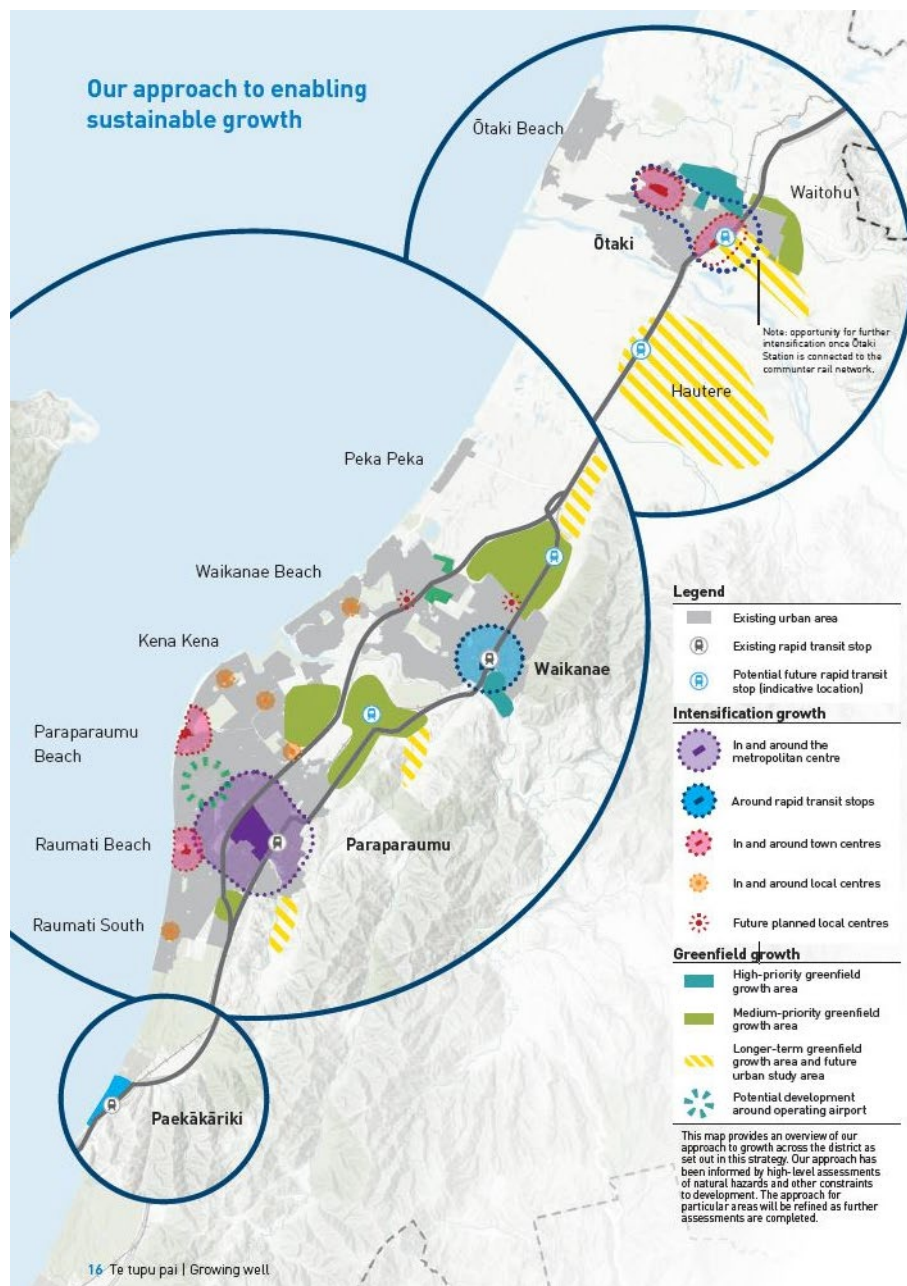 Our approach to enabling
sustainable growth
Ōtaki Beach
Waitohu
Ōtaki
Note: opportunity for further
intensification once Ōtaki
Station is connected to the
communter rail network.
Hautere
Peka Peka
Waikanae Beach
Kena Kena
Waikanae
Paraparaumu
Beach
Raumati Beach
Paraparaumu
Raumati South
Paekākāriki
Legend
Existing urban area
Existing rapid transit stop
Potential future rapid transit
stop (indicative location)
Intensification growth
In and around the
metropolitan centre
Around rapid transit stops
In and around town centres
In and around local centres
Future planned local centres
Greenfield growth
High-priority greenfield
growth area
Medium-priority greenfield
growth area
Longer-term greenfield
growth area and future
urban study area
Potential development
around operating airport
This map provides an overview of our
approach to growth across the district as
set out in this strategy. Our approach has
been informed by high-level assessments
of natural hazards and other constraints
to development. The approach for
particular areas will be refined as further
assessments are completed.
16 Te tupu pai | Growing well